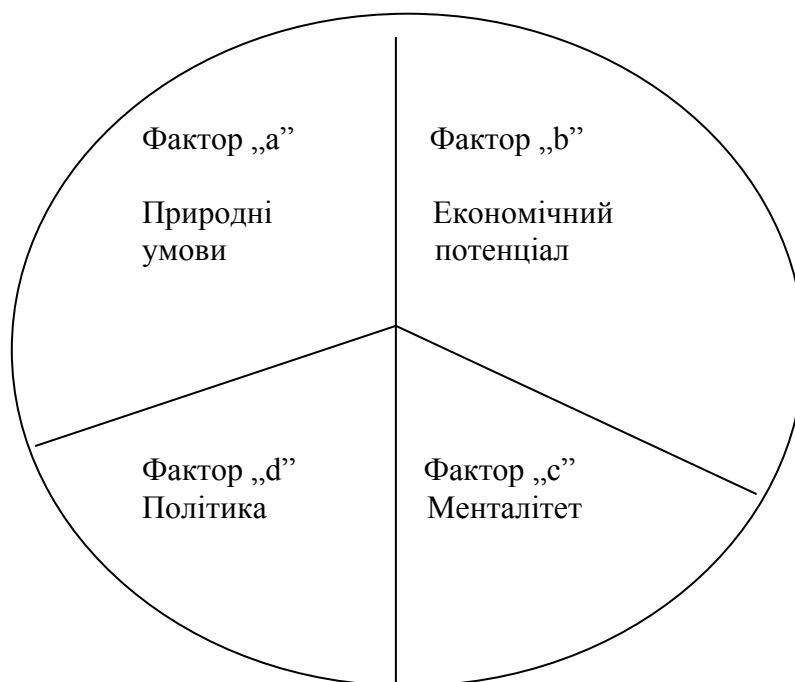 Фактор „a”
Природні
умови
Фактор „b”
Економічний
потенціал
Фактор „d”
Політика
Фактор „c”
Менталітет